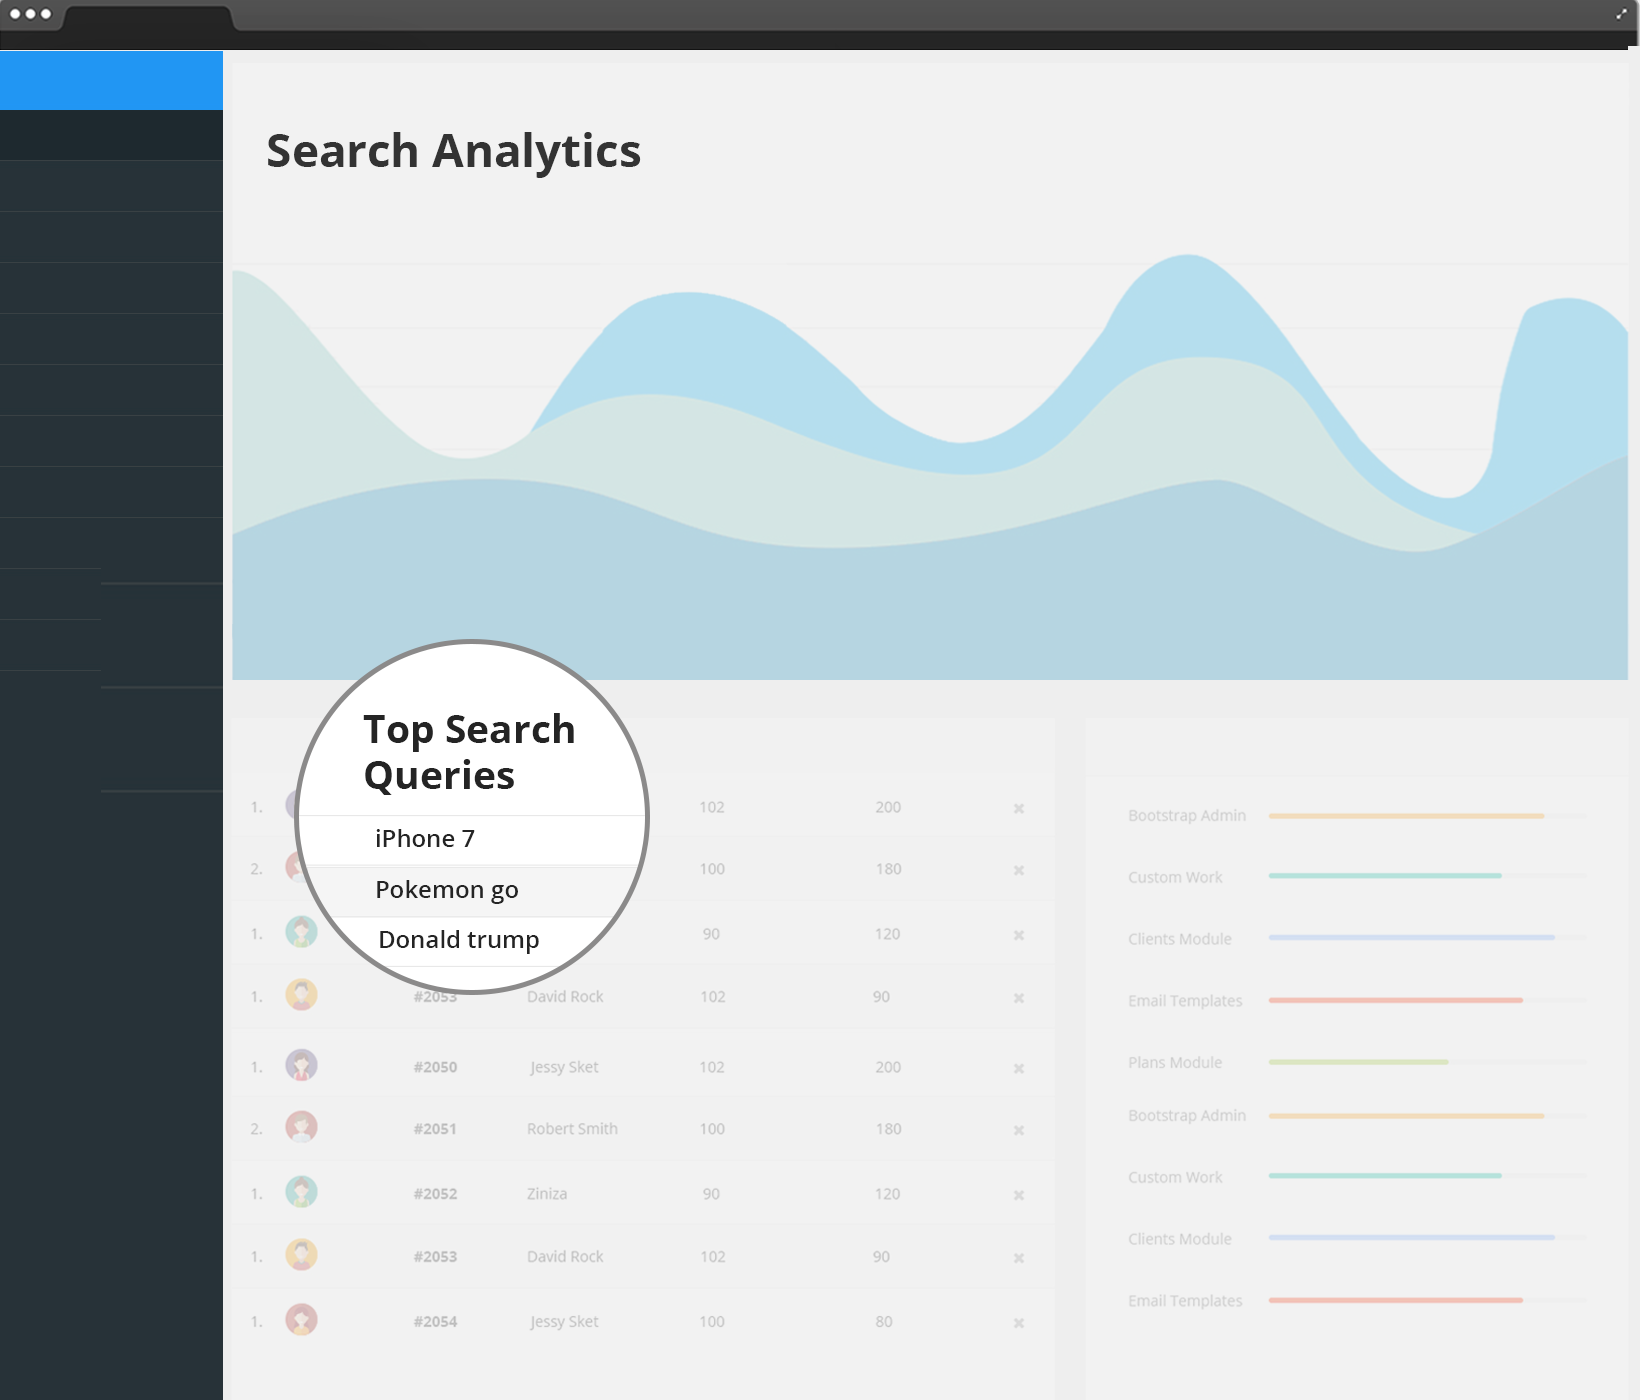 Search Analytics
Top Search
Queries
iPhone 7
Pokemon go
Donald trump
1. 102 200
2. 100 180
1. 90 120
1. #2053 David Rock 102 90
1. #2050 Jessy Sket 102 200
2. #2051 Robert Smith 100 180
1. #2052 Ziniza 90 120
1. #2053 David Rock 102 90
1. #2054 Jessy Sket 100 80
Bootstrap Admin
Custom Work
Clients Module
Email Templates
Plans Module
Bootstrap Admin
Custom Work
Clients Module
Email Templates